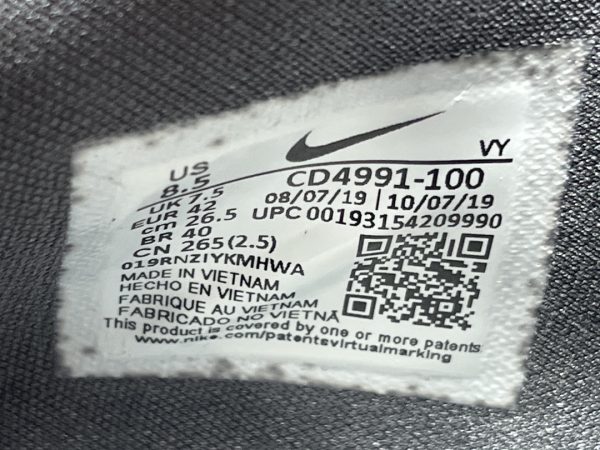 VY
US
8.5
UK 7.5
EUR 42
cm 26.5
BR 40
CN 265 (2.5)
CD4991-100
08/07/19 | 10/07/19
UPC 00193154209990
019RNZIYKMHWA
MADE IN VIETNAM
HECHO EN VIETNAM
FABRIQUE AU VIETNAM
FABRICADO NO VIETNÃ
This product is covered by one or more patents
www.nike.com/patentsvirtualmarking